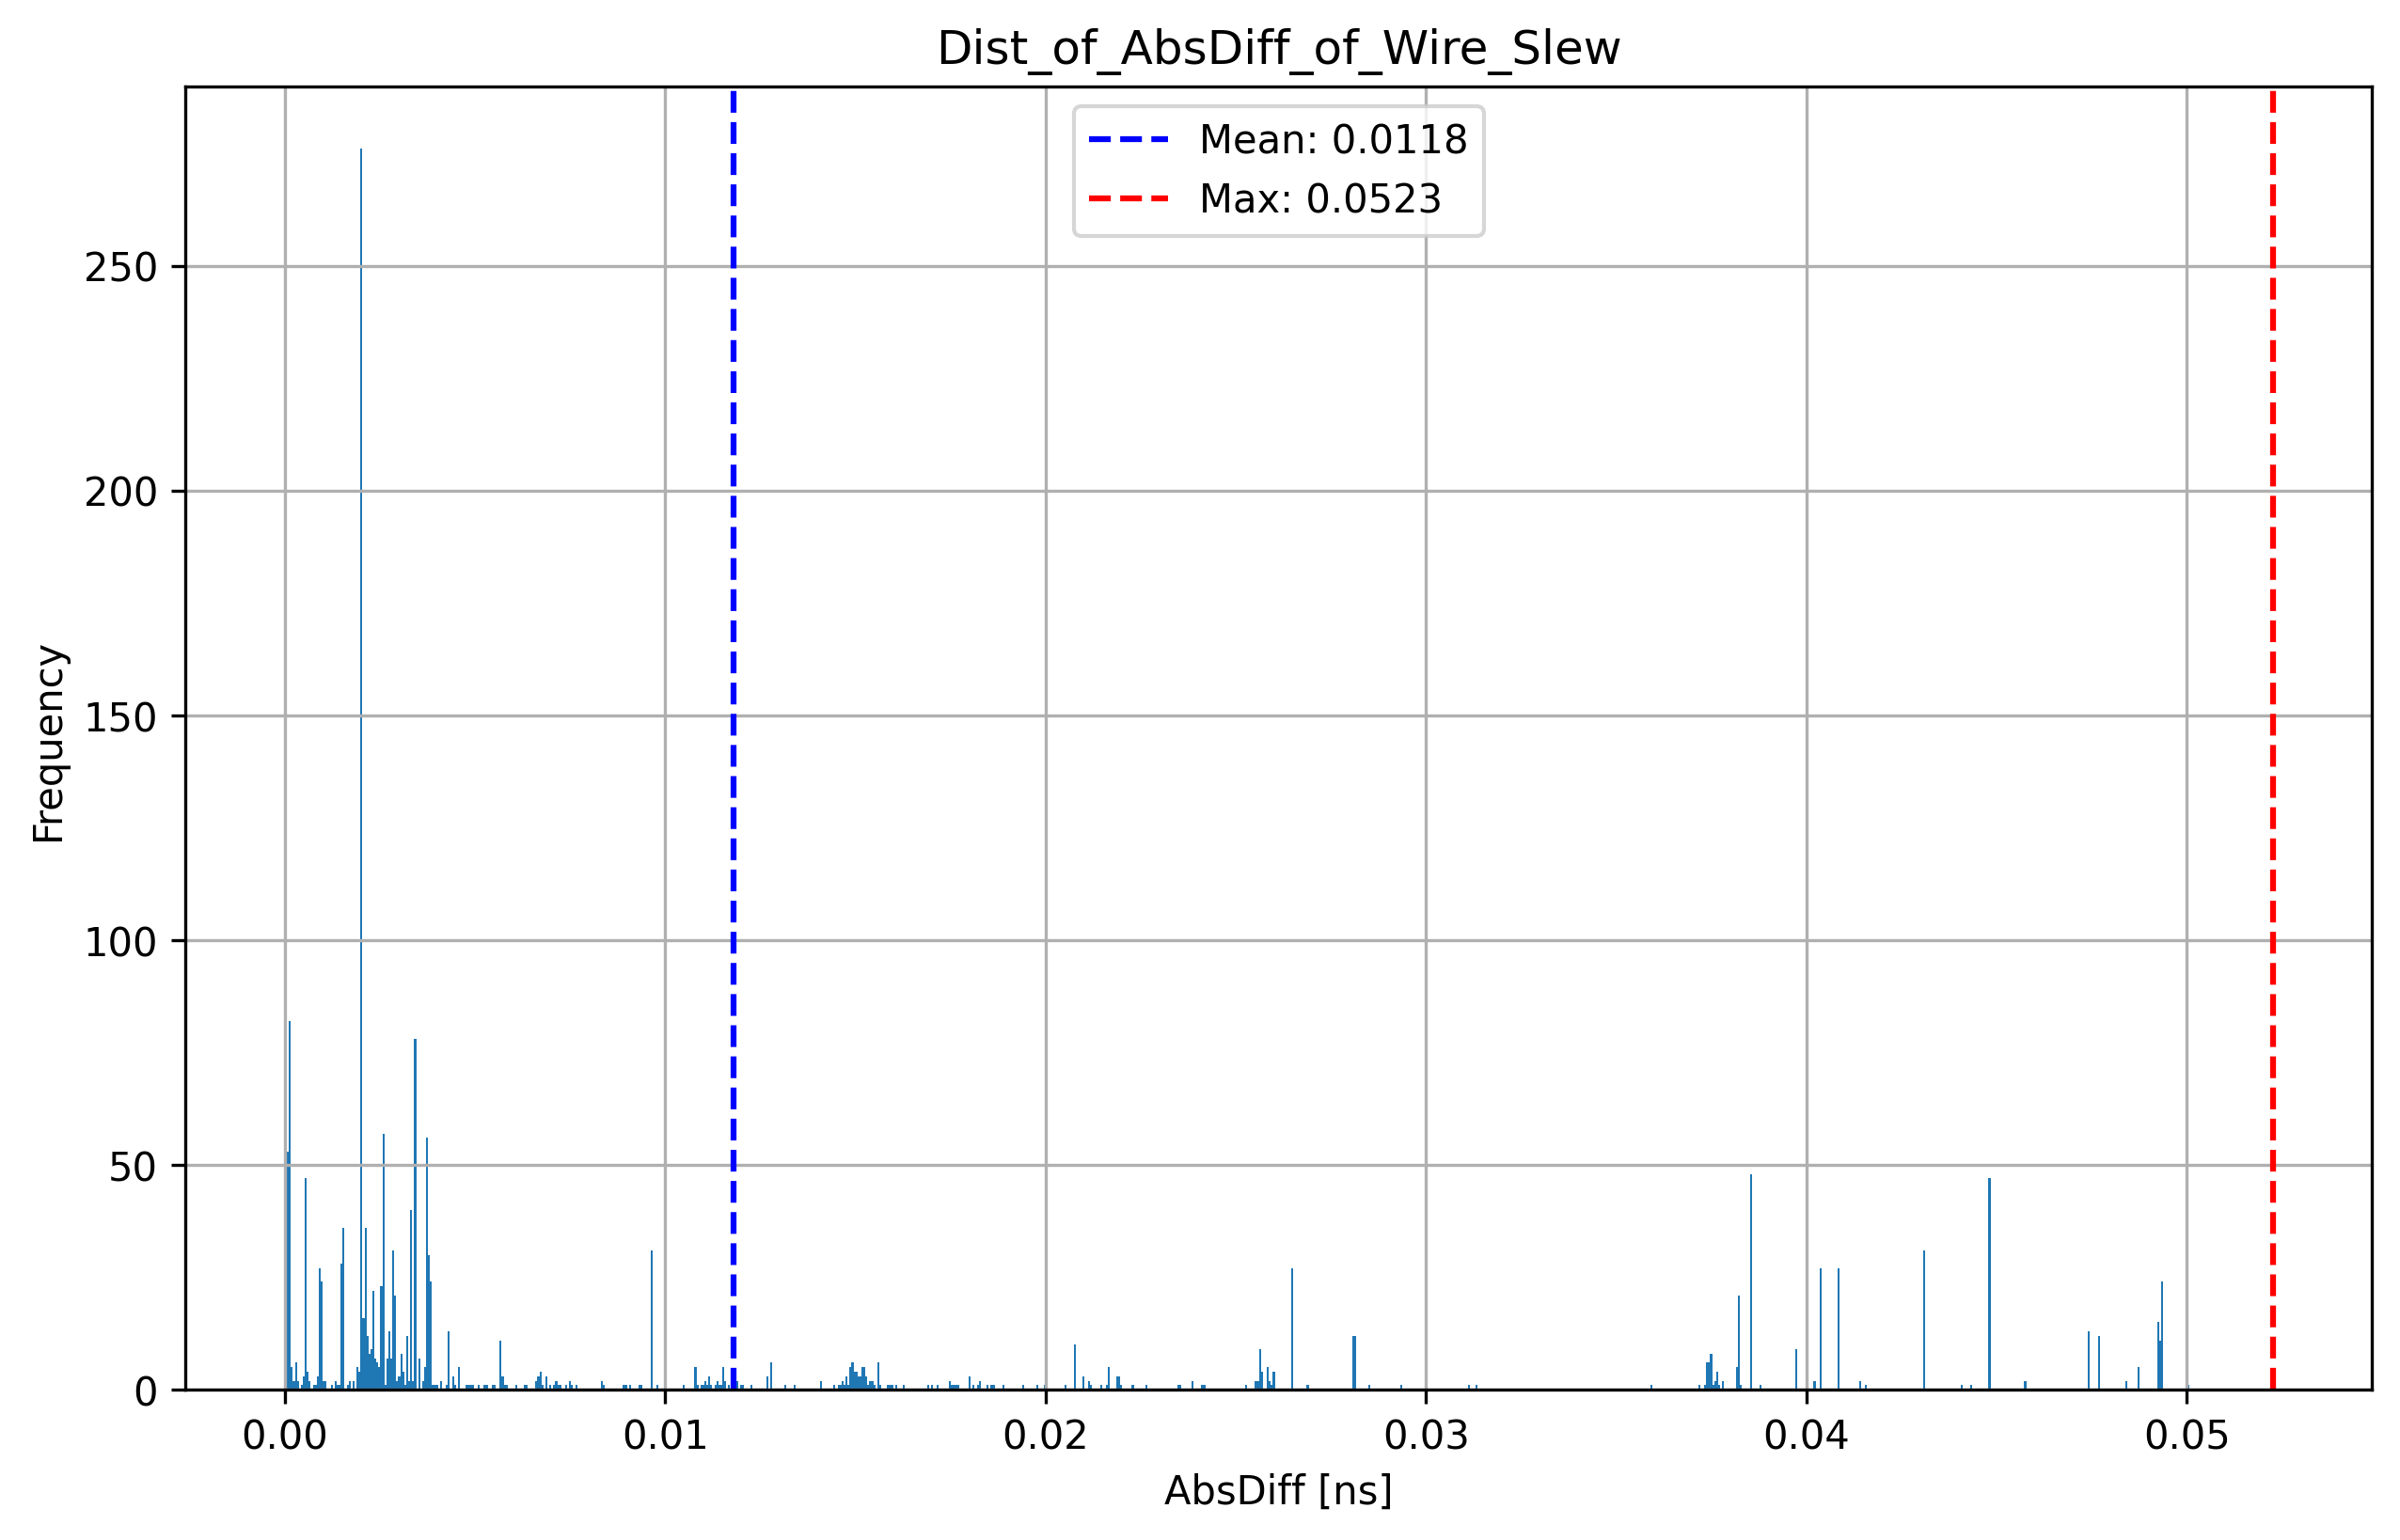 Dist_of_AbsDiff_of_Wire_Slew
Mean: 0.0118
Max: 0.0523
Frequency
250
200
150
100
50
0
0.00 0.01 0.02 0.03 0.04 0.05
AbsDiff [ns]